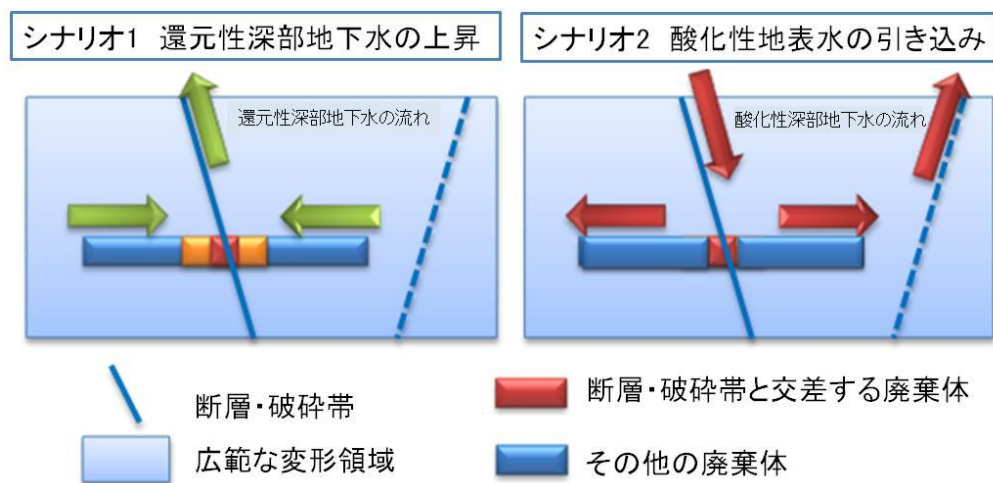 シナリオ1 還元性深部地下水の上昇
還元性深部地下水の流れ
シナリオ2 酸化性地表水の引き込み
酸化性深部地下水の流れ
断層・破砕帯
広範な変形領域
断層・破砕帯と交差する廃棄体
その他の廃棄体